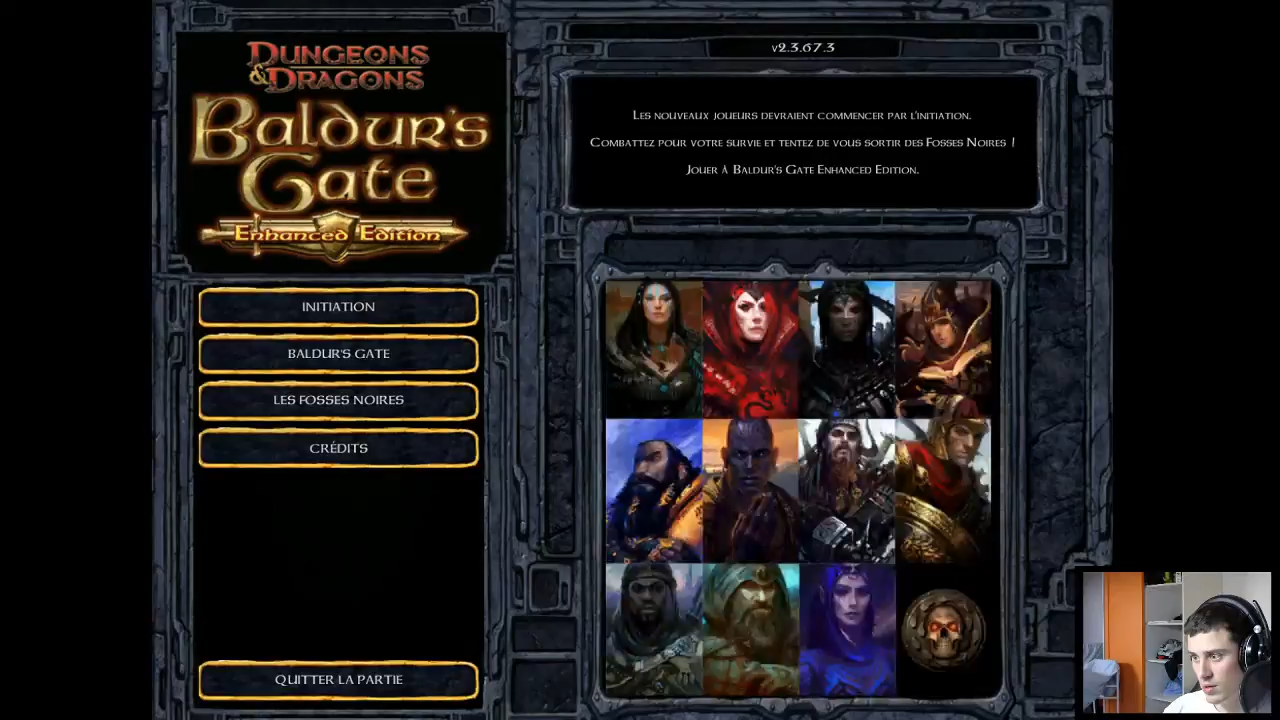 DUNGEONS
& DRAGONS
Baldur's
Gate
Enhanced Edition
v2.3.67.3
Les nouveaux joueurs devraient commencer par l'initiation.
Combattez pour votre survie et tentez de vous sortir des Fosses Noires !
Jouer à Baldur's Gate Enhanced Edition.
INITIATION
BALDUR'S GATE
LES FOSSES NOIRES
CRÉDITS
QUITTER LA PARTIE